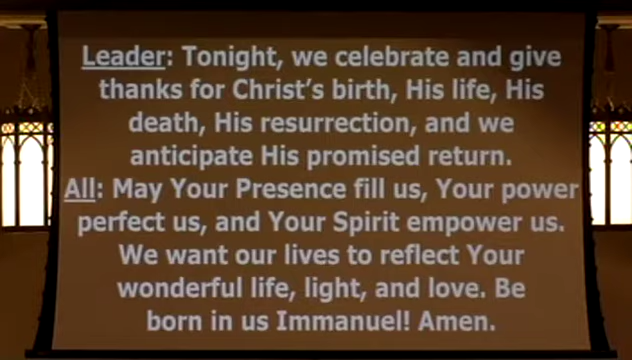 Leader: Tonight, we celebrate and give
thanks for Christ's birth, His life, His
death, His resurrection, and we
anticipate His promised return.
All: May Your Presence fill us, Your power
perfect us, and Your Spirit empower us.
We want our lives to reflect Your
wonderful life, light, and love. Be
born in us Immanuel! Amen.